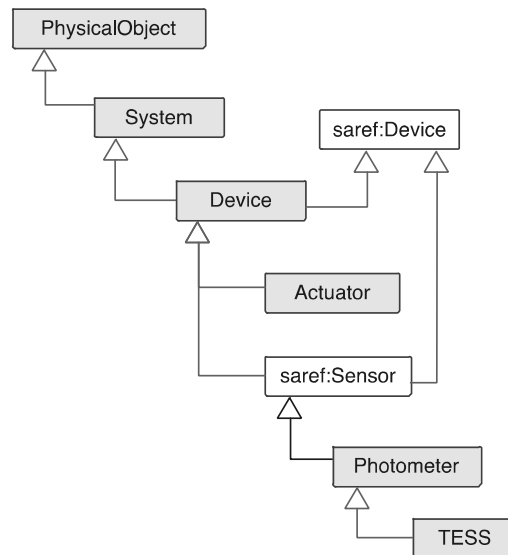 PhysicalObject
System
saref:Device
Device
Actuator
saref:Sensor
Photometer
TESS